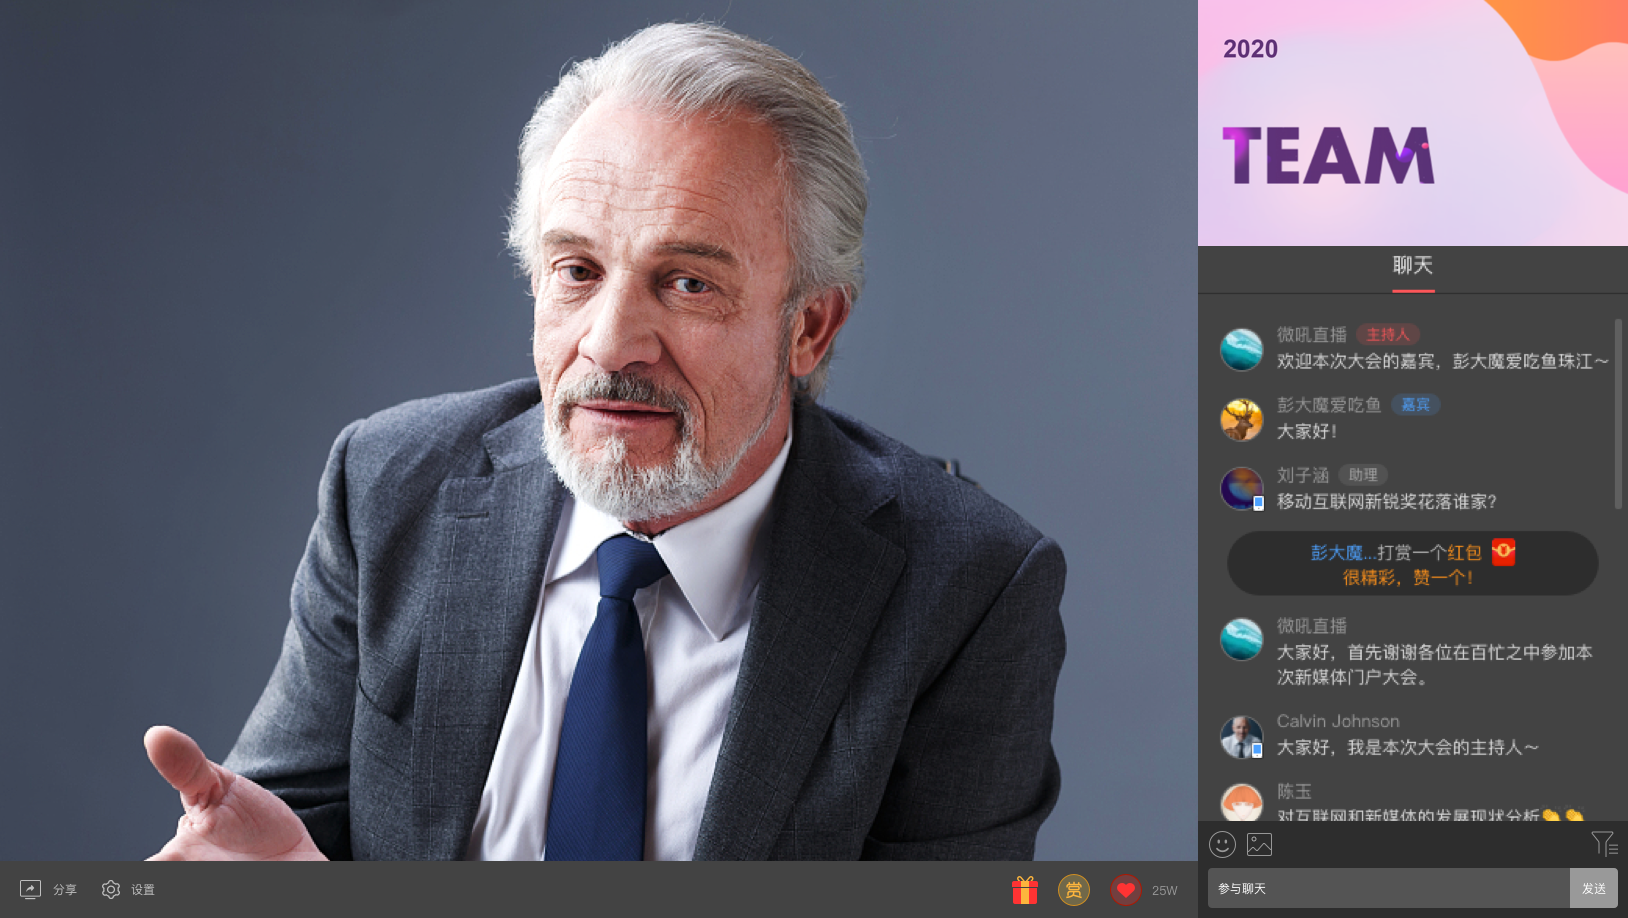 2020
TEAM
聊天
微吼直播 主持人
欢迎本次大会的嘉宾，彭大魔爱吃鱼珠江～
彭大魔爱吃鱼 嘉宾
大家好！
刘子涵 助理
移动互联网新锐奖花落谁家？
彭大魔...打赏一个红包
很精彩，赞一个！
微吼直播
大家好，首先谢谢各位在百忙之中参加本
次新媒体门户大会。
Calvin Johnson
大家好，我是本次大会的主持人～
陈玉
对互联网和新媒体的发展现状分析👏👏
分享 设置 赏 25W
参与聊天 发送